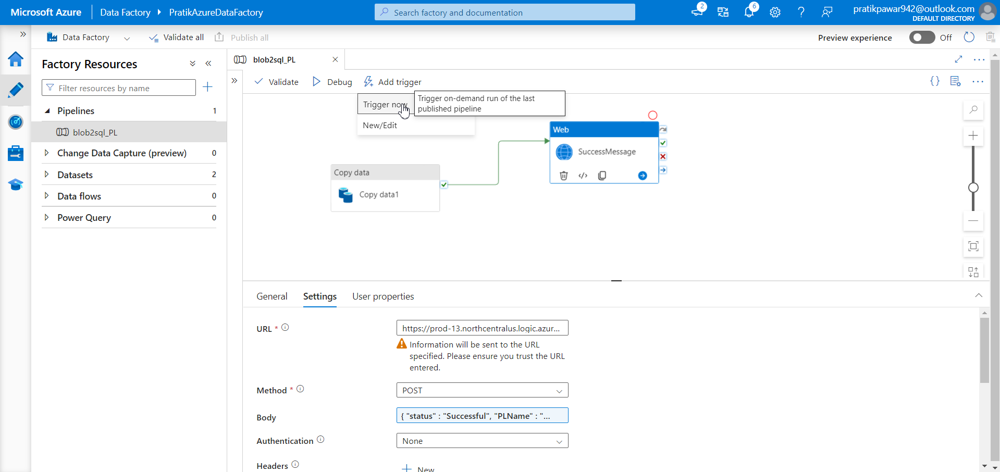 Microsoft Azure
Data Factory
PratikAzureDataFactory
Search factory and documentation
2
6
pratikpawar942@outlook.com
DEFAULT DIRECTORY
Data Factory
Validate all
Publish all
Preview experience
Off
Factory Resources
Filter resources by name
Pipelines 1
blob2sql_PL
Change Data Capture (preview) 0
Datasets 2
Data flows 0
Power Query 0
blob2sql_PL
Validate
Debug
Add trigger
Trigger now
New/Edit
Trigger on-demand run of the last
published pipeline
Copy data
Copy data1
Web
SuccessMessage
General
Settings
User properties
URL *
https://prod-13.northcentralus.logic.azur...
Information will be sent to the URL
specified. Please ensure you trust the URL
entered.
Method *
POST
Body
{ "status" : "Successful", "PLName" : "...
Authentication
None
Headers
New